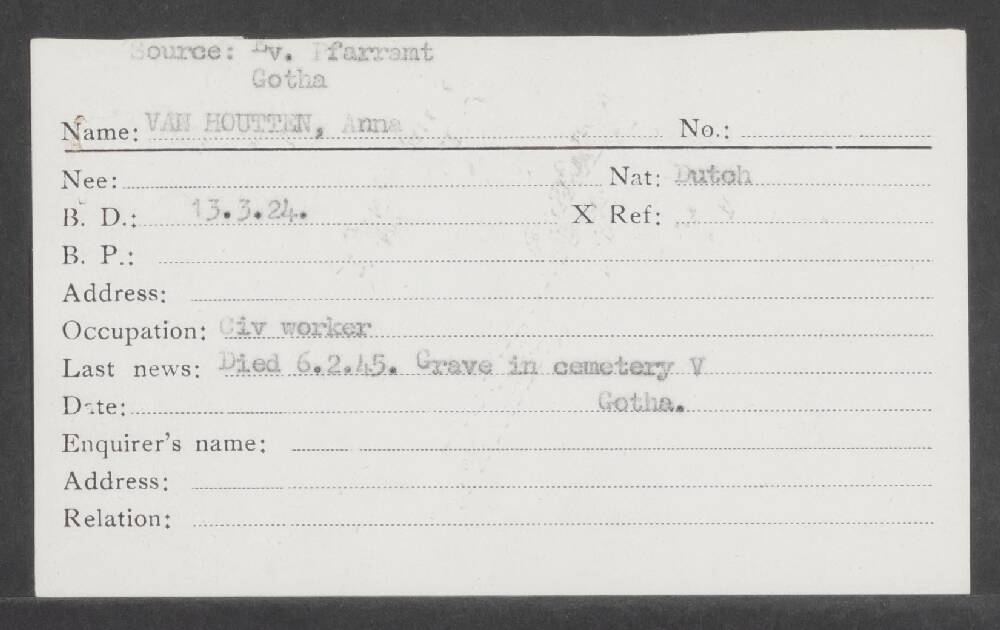 Source: Ev. Pfarramt
Gotha
Name: VAN HOUTTEN, Anna No.:
Nee: Nat: Dutch
B. D.: 13.3.24. X Ref:
B. P.:
Address:
Occupation: Civ worker
Last news: Died 6.2.45. Grave in cemetery V
Date: Gotha.
Enquirer's name:
Address:
Relation: